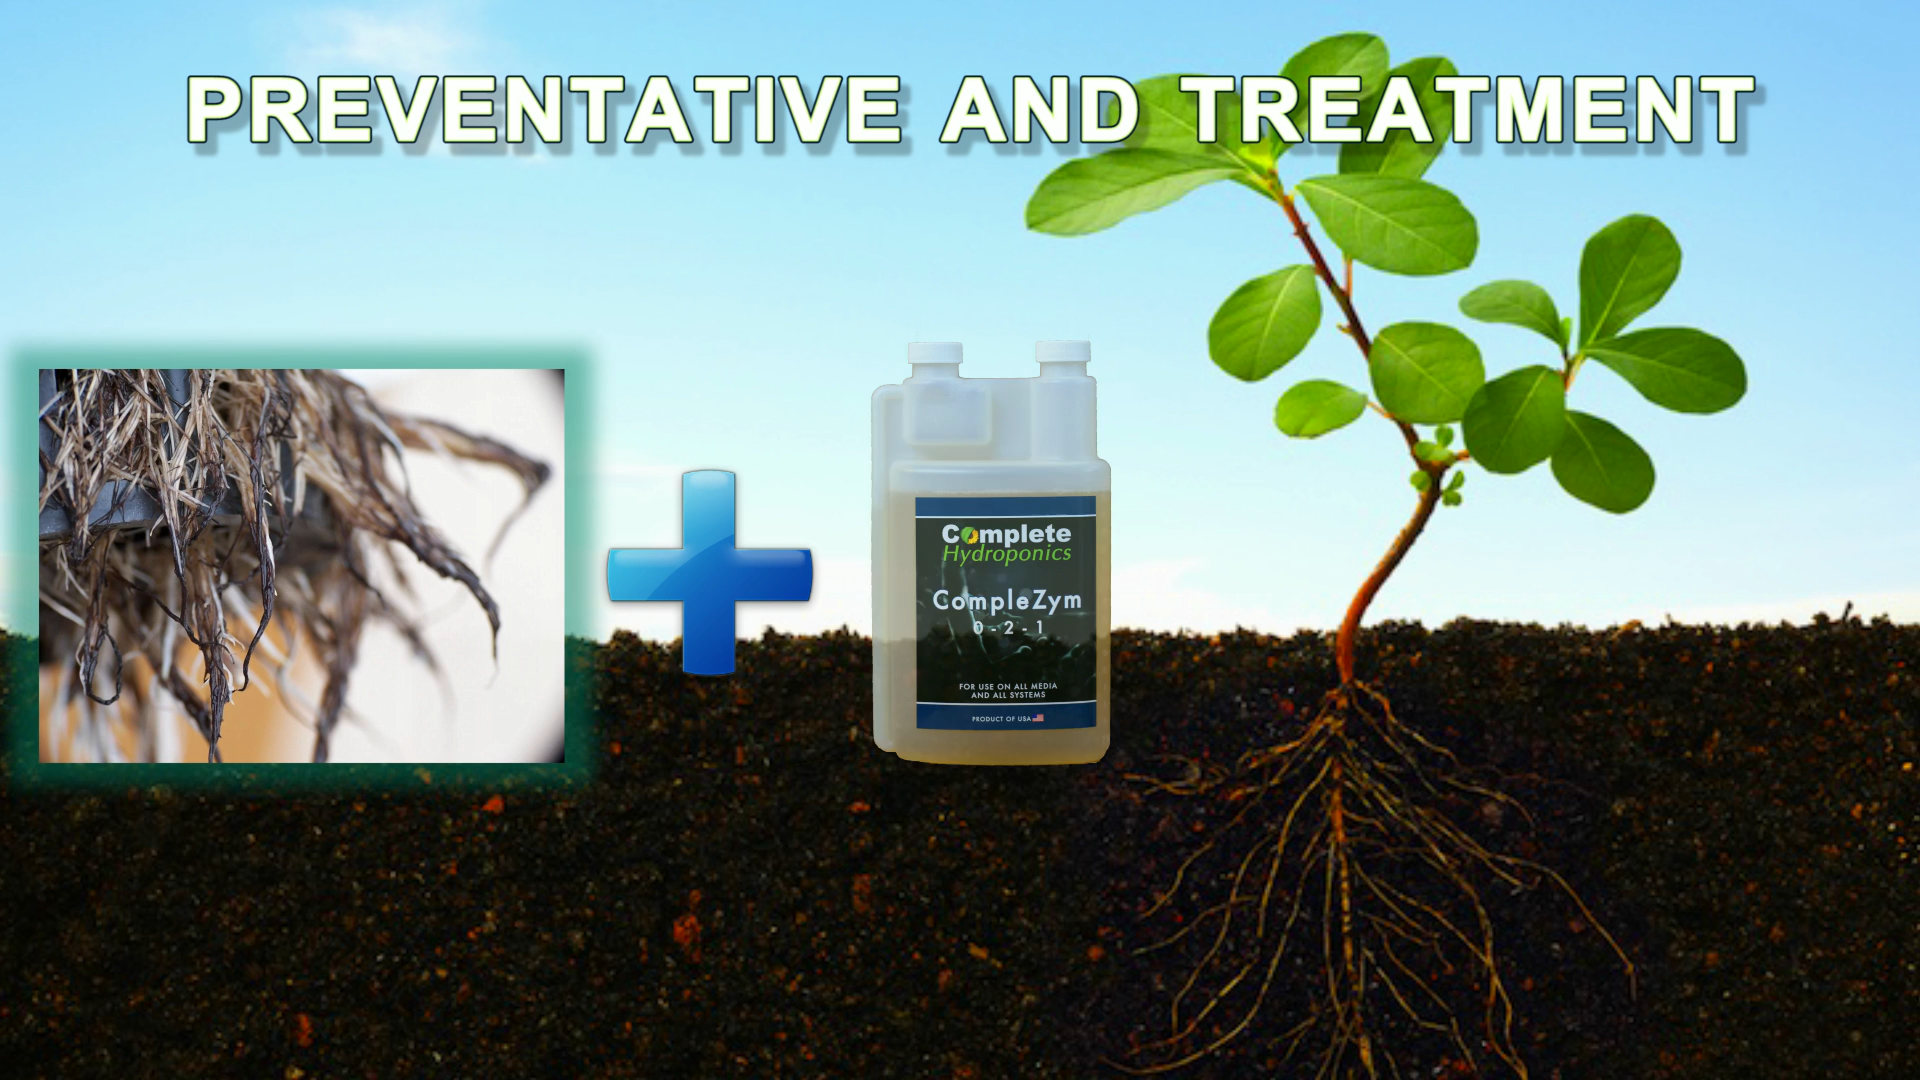 PREVENTATIVE AND TREATMENT
Complete
Hydroponics
CompleZym
0 - 2 - 1
FOR USE ON ALL MEDIA
AND ALL SYSTEMS
PRODUCT OF USA